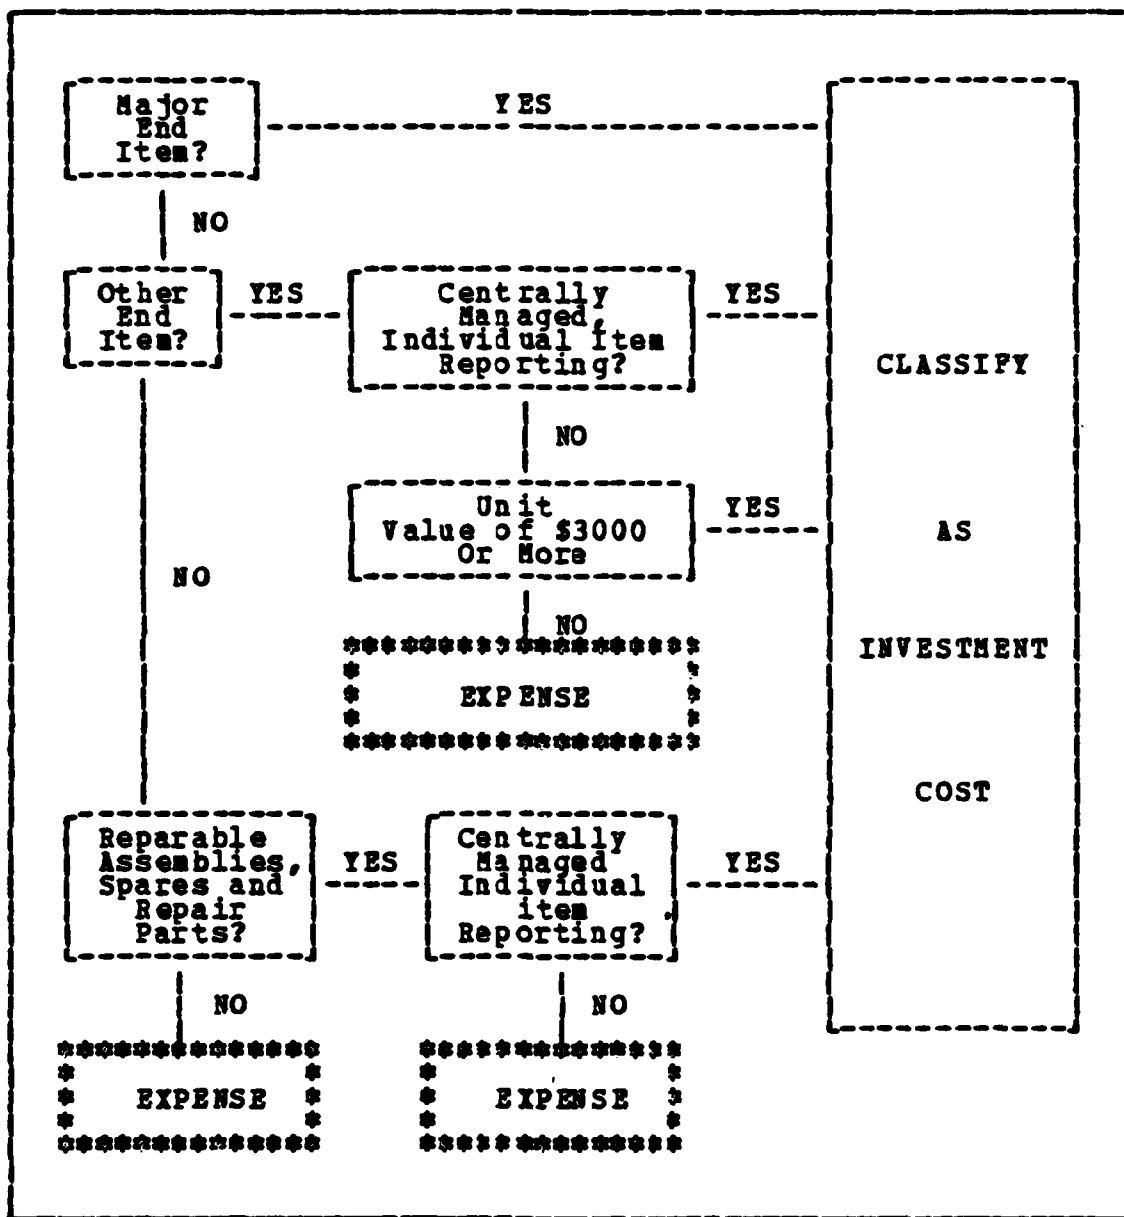 Major
End
Item?
YES
NO
Other
End
Item?
YES
Centrally
Managed,
Individual Item
Reporting?
YES
NO
Unit
Value of $3000
Or More
YES
NO
EXPENSE
NO
Reparable
Assemblies,
Spares and
Repair
Parts?
YES
Centrally
Managed
Individual
item
Reporting?
YES
NO
EXPENSE
NO
EXPENSE
CLASSIFY
AS
INVESTMENT
COST